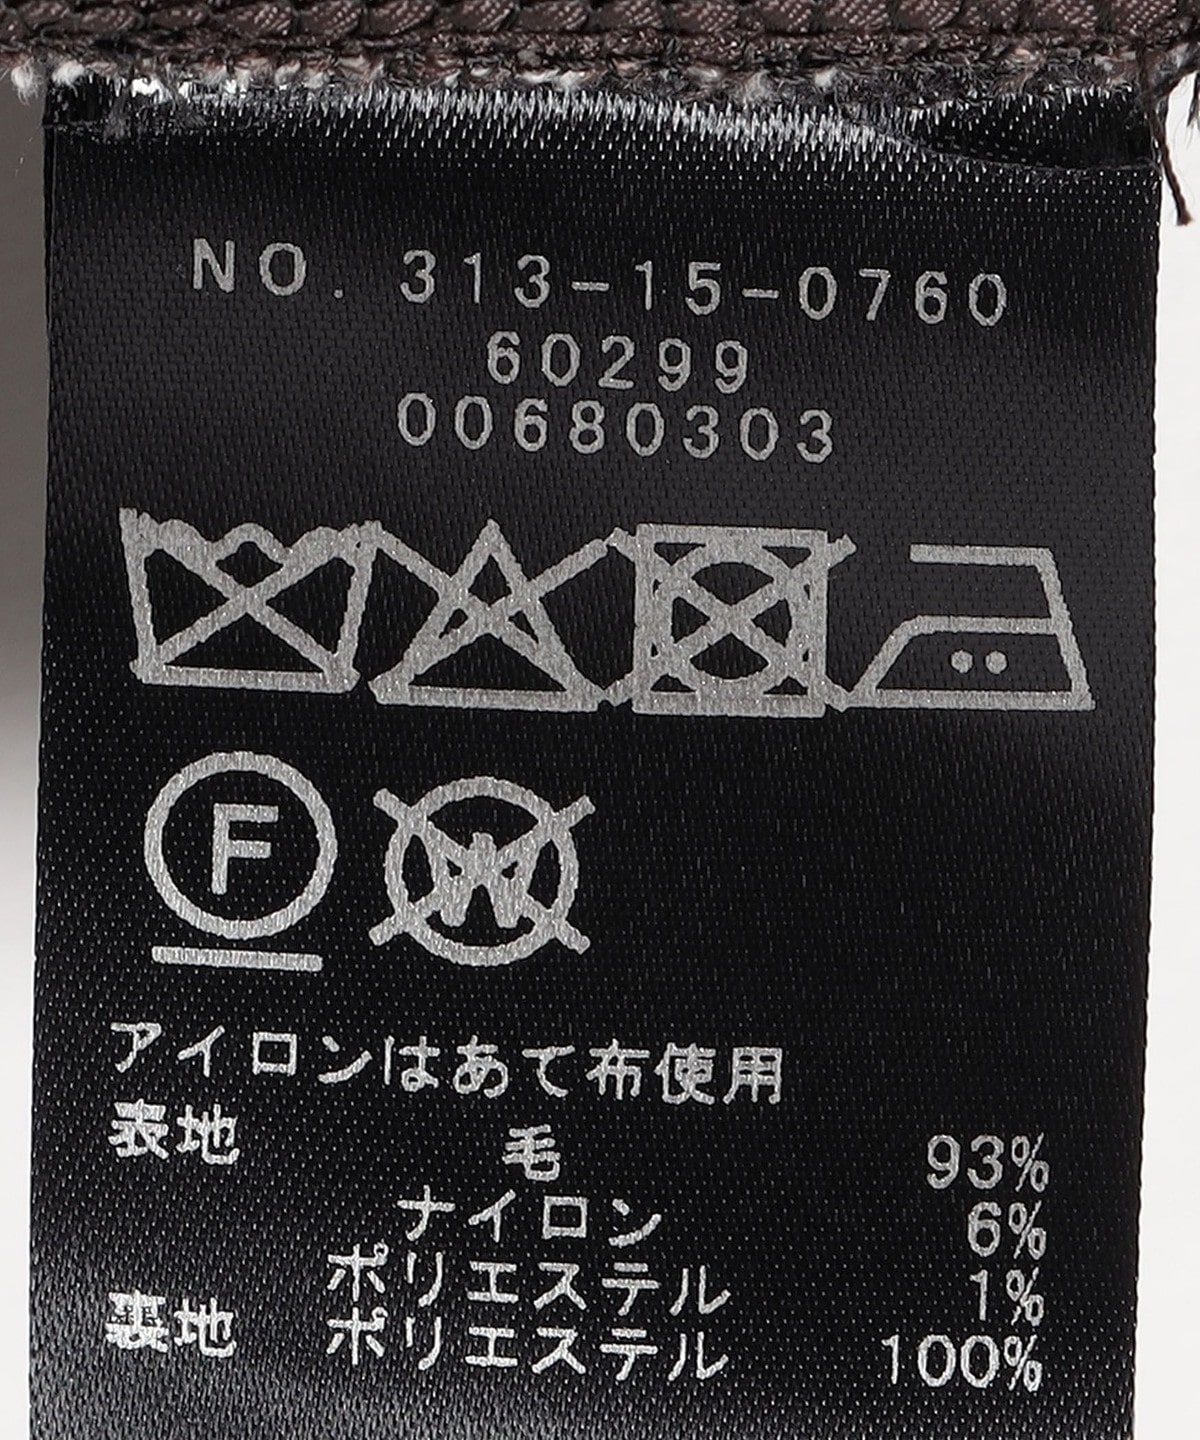 NO. 313-15-0760
60299
00680303
F
W
アイロンはあて布使用
表地 毛 93%
ナイロン 6%
ポリエステル 1%
裏地 ポリエステル 100%